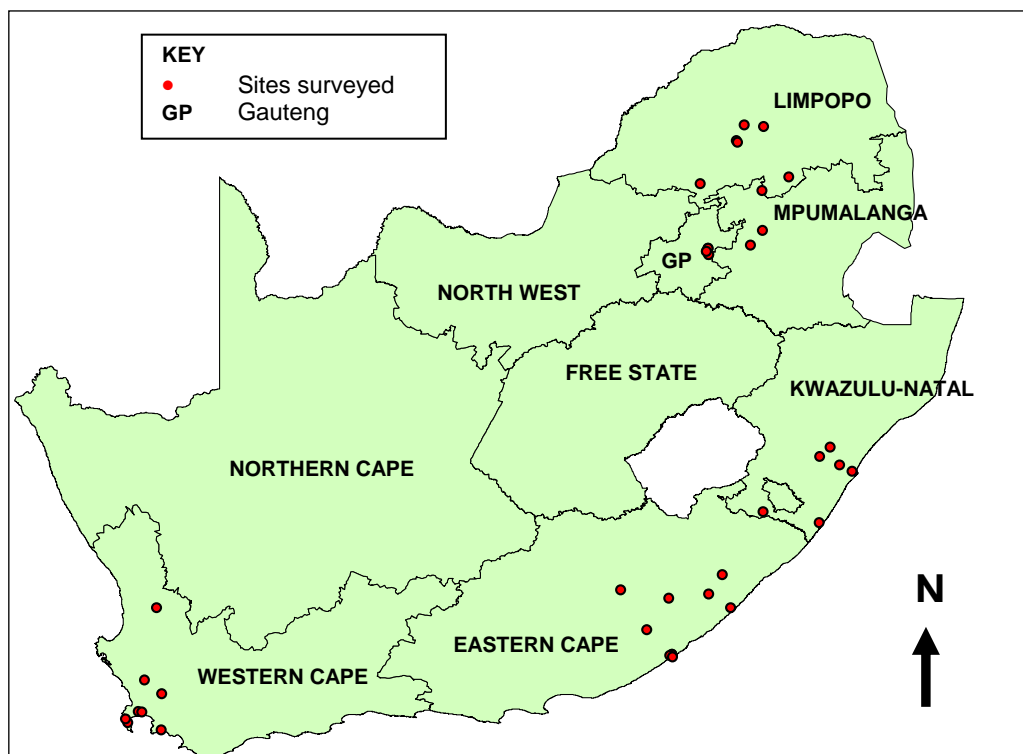 KEY
Sites surveyed
GP Gauteng
LIMPOPO
MPUMALANGA
GP
NORTH WEST
FREE STATE
KWAZULU-NATAL
NORTHERN CAPE
N
EASTERN CAPE
WESTERN CAPE